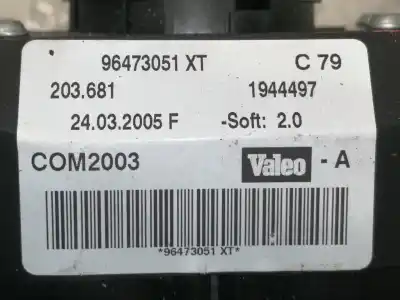 96473051 XT C 79
203.681 1944497
24.03.2005 F -Soft: 2.0
COM2003 Valeo - A
*96473051 XT*